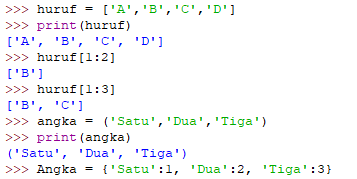 >>> huruf = ['A','B','C','D']
>>> print(huruf)
['A', 'B', 'C', 'D']
>>> huruf[1:2]
['B']
>>> huruf[1:3]
['B', 'C']
>>> angka = ('Satu','Dua','Tiga')
>>> print(angka)
('Satu', 'Dua', 'Tiga')
>>> Angka = {'Satu':1, 'Dua':2, 'Tiga':3}